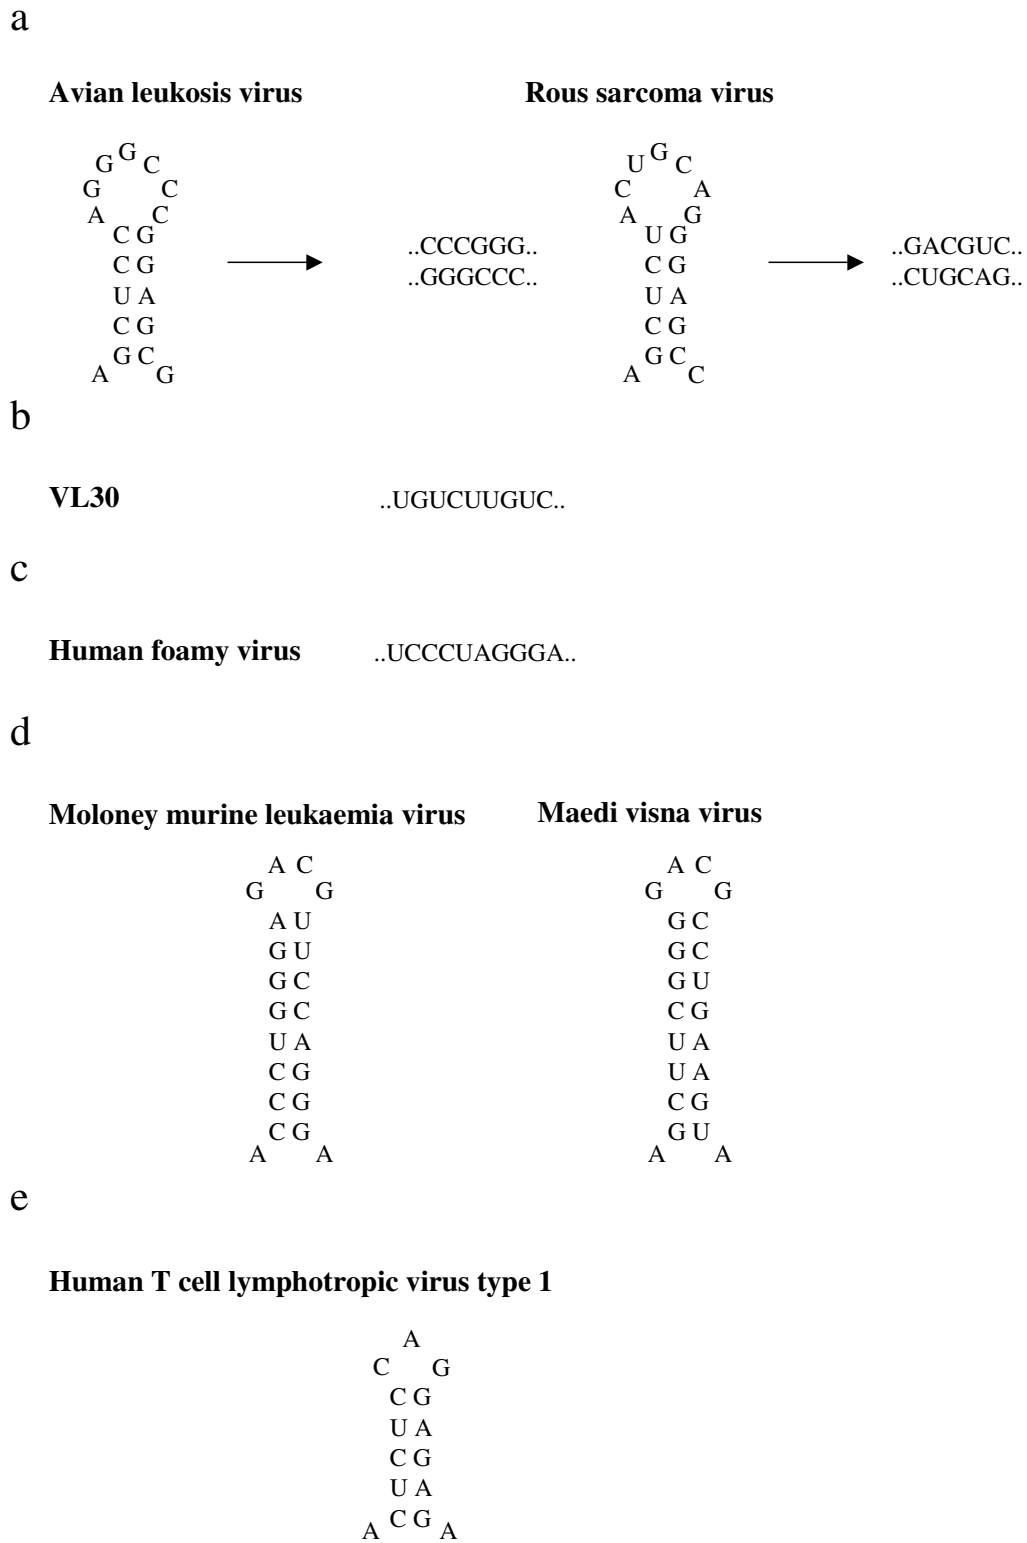 a
Avian leukosis virus
G
G C
G C
A C
C G
C G
U A
C G
G C
A G
..CCCGGG..
..GGGCCC..
Rous sarcoma virus
G
U C
C A
A G
U G
C G
U A
C G
G C
A C
..GACGUC..
..CUGCAG..
b
VL30 ..UGUCUUGUC..
c
Human foamy virus ..UCCCUAGGGA..
d
Moloney murine leukaemia virus
A C
G G
A U
G U
G C
G C
U A
C G
C G
C G
A A
Maedi visna virus
A C
G G
G C
G C
G U
C G
U A
U A
C G
G U
A A
e
Human T cell lymphotropic virus type 1
A
C G
C G
U A
C G
U A
C G
A A